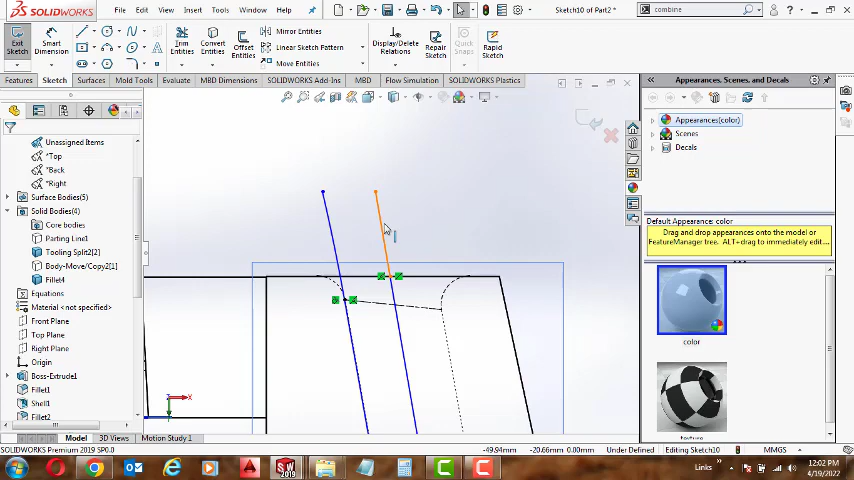 SOLIDWORKS File Edit View Insert Tools Window Help Sketch10 of Part2 * combine
Exit Sketch Smart Dimension Trim Entities Convert Entities Offset Entities Mirror Entities Display/Delete Relations Repair Sketch Quick Snaps Rapid Sketch
Linear Sketch Pattern
Move Entities
Features Sketch Surfaces Mold Tools Evaluate MBD Dimensions SOLIDWORKS Add-Ins MBD Flow Simulation SOLIDWORKS Plastics
Appearances, Scenes, and Decals
Appearances(color)
Scenes
Decals
Unassigned Items
*Top
*Back
*Right
Surface Bodies(5)
Solid Bodies(4)
Core bodies
Parting Line1
Tooling Split2[2]
Body-Move/Copy2[1]
Fillet4
Equations
Material <not specified>
Front Plane
Top Plane
Right Plane
Origin
Boss-Extrude1
Fillet1
Shell1
Fillet2
X
Default Appearance: color
Drag and drop appearances onto the model or FeatureManager tree. ALT+drag to immediately edit...
color
Model 3D Views Motion Study 1
SOLIDWORKS Premium 2019 SP0.0 -49.94mm -20.66mm 0.00mm Under Defined Editing Sketch10 MMGS
SW 2019
Links
12:02 PM
4/19/2022